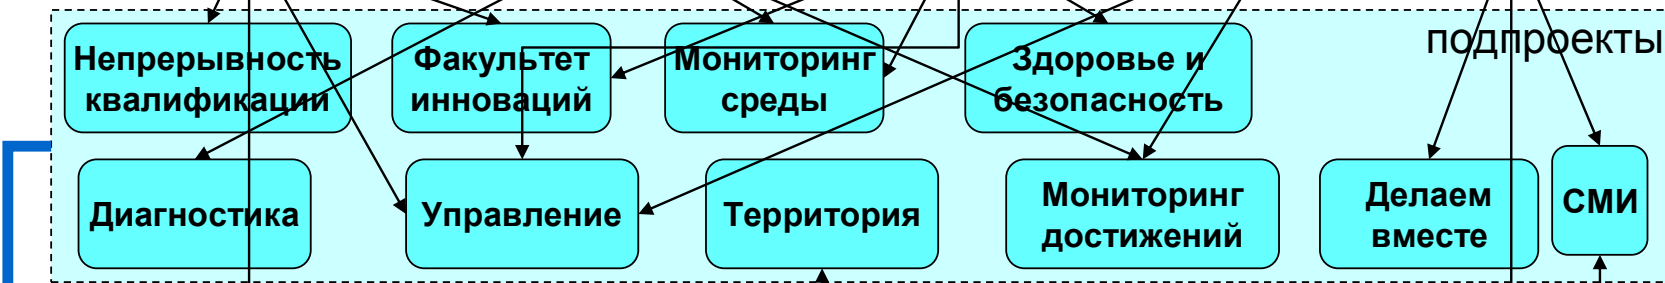 подпроекты
Непрерывность
квалификации
Факультет
инноваций
Мониторинг
среды
Здоровье и
безопасность
Диагностика
Управление
Территория
Мониторинг
достижений
Делаем
вместе
СМИ